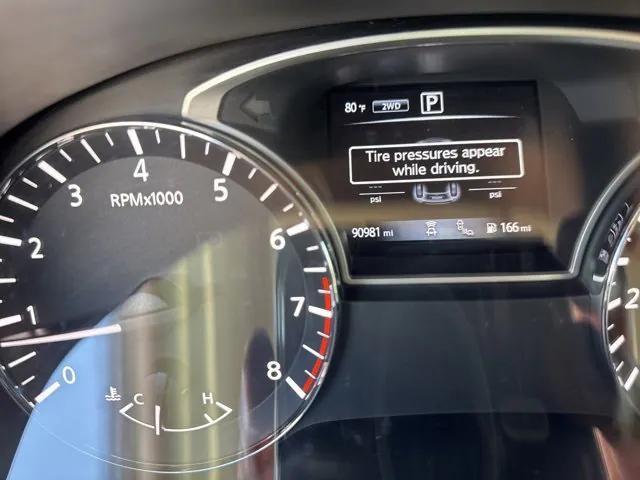 80 °F 2WD P
Tire pressures appear
while driving.
--- ---
psi psi
90981 mi 166 mi
0
1
2
3
4
5
6
7
8
RPMx1000
C H
2